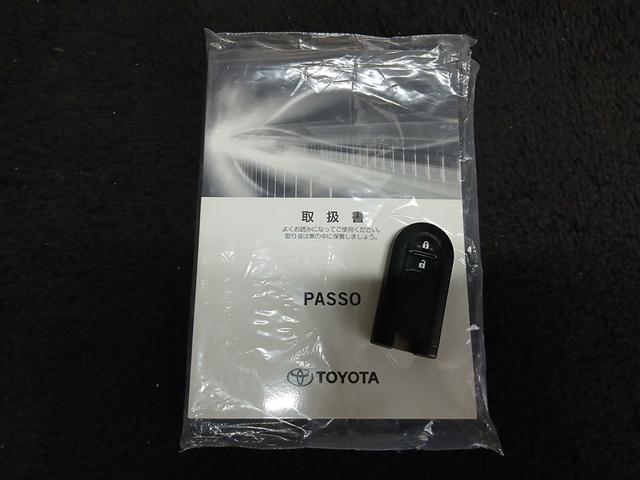 取扱書
よくお読みになってご使用ください。
取扱書は車の中に保管しましょう。
PASSO
TOYOTA